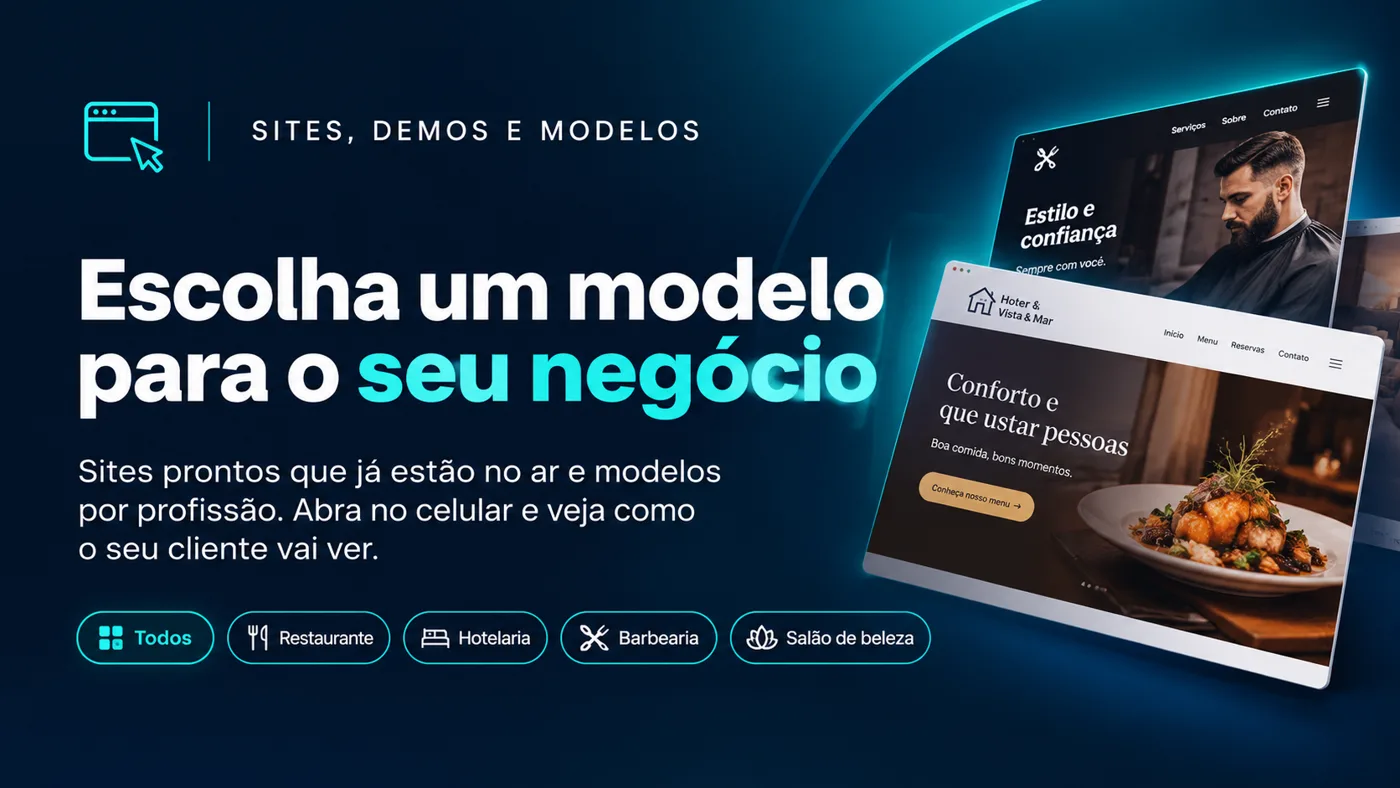 SITES, DEMOS E MODELOS
Escolha um modelo
para o seu negócio
Sites prontos que já estão no ar e modelos
por profissão. Abra no celular e veja como
o seu cliente vai ver.
Todos
Restaurante
Hotelaria
Barbearia
Salão de beleza
Serviços Sobre Contato
Estilo e
confiança
Sempre com você.
Hoter &
Vista & Mar
Início Menu Reservas Contato
Conforto e
que ustar pessoas
Boa comida, bons momentos.
Conheça nosso menu →